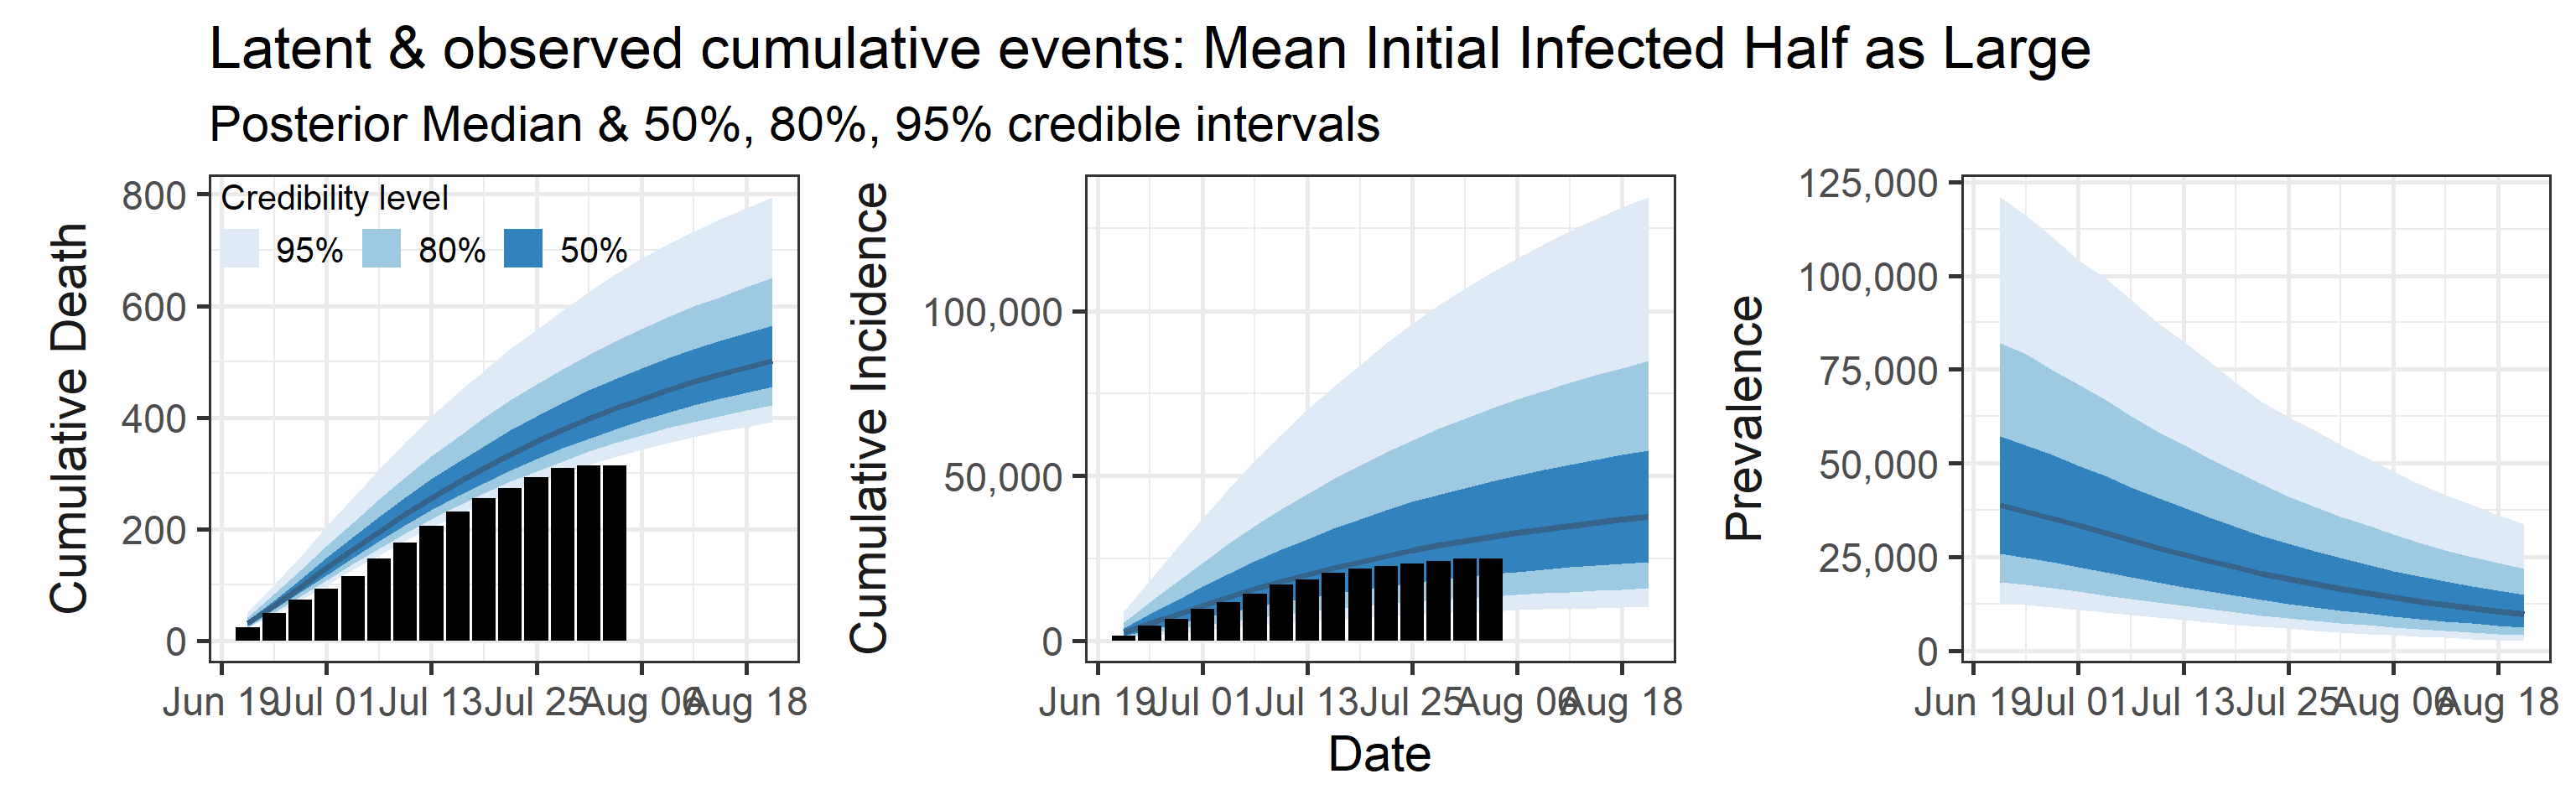 Latent & observed cumulative events: Mean Initial Infected Half as Large
Posterior Median & 50%, 80%, 95% credible intervals
Cumulative Death
800
600
400
200
0
Credibility level
95% 80% 50%
Jun 19 Jul 01 Jul 13 Jul 25 Aug 06 Aug 18
Cumulative Incidence
100,000
50,000
0
Jun 19 Jul 01 Jul 13 Jul 25 Aug 06 Aug 18
Prevalence
125,000
100,000
75,000
50,000
25,000
0
Jun 19 Jul 01 Jul 13 Jul 25 Aug 06 Aug 18
Date